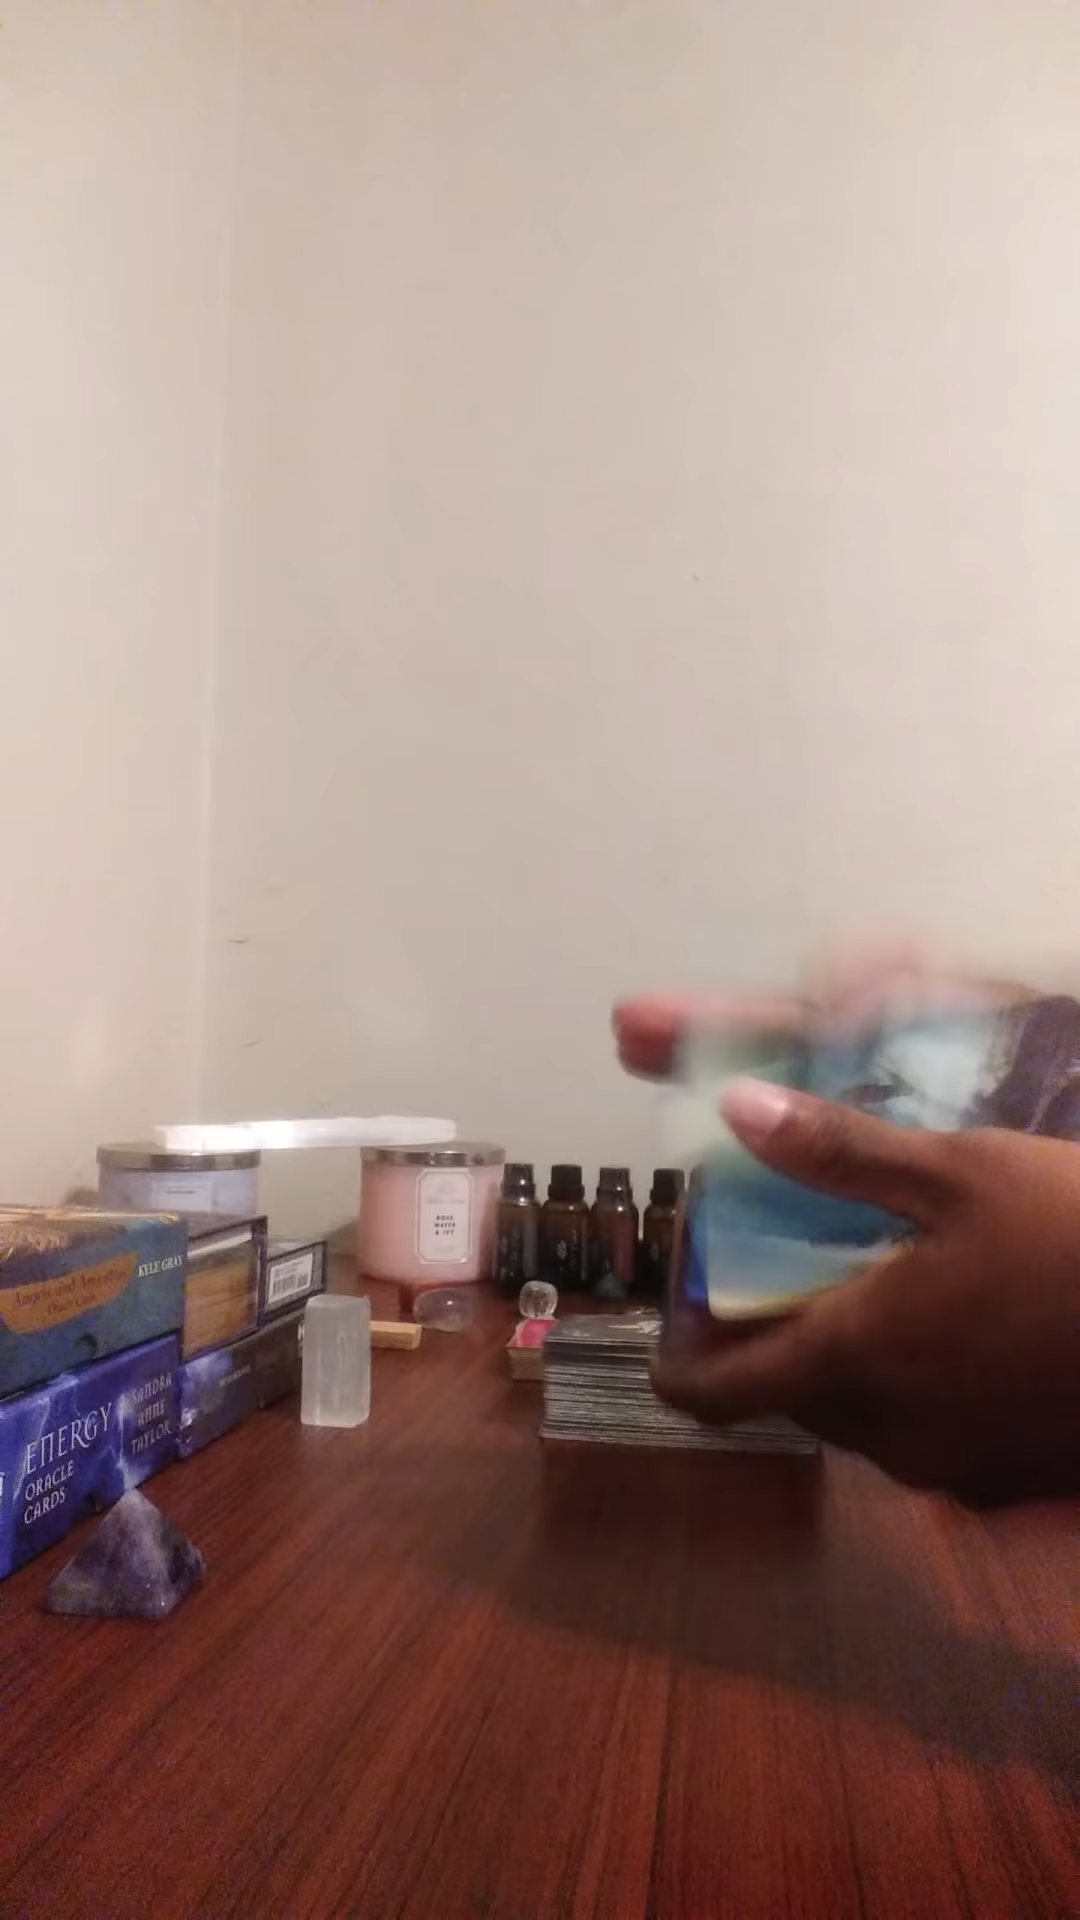 KYLE GRAY
Angels and Ancestors
Oracle Cards
ENERGY
ORACLE
CARDS
SANDRA
ANNE
TAYLOR
ROSE
WATER
& IVY